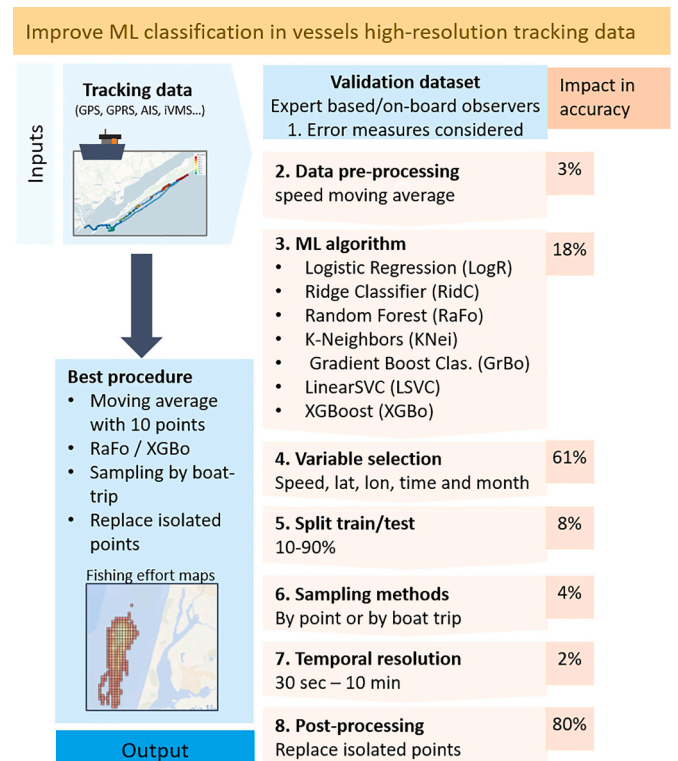 Improve ML classification in vessels high-resolution tracking data
Inputs
Tracking data
(GPS, GPRS, AIS, iVMS...)
Validation dataset
Expert based/on-board observers
1. Error measures considered
Impact in
accuracy
2. Data pre-processing
speed moving average
3%
3. ML algorithm
18%
• Logistic Regression (LogR)
• Ridge Classifier (RidC)
• Random Forest (RaFo)
• K-Neighbors (KNei)
• Gradient Boost Clas. (GrBo)
• LinearSVC (LSVC)
• XGBoost (XGBo)
4. Variable selection
Speed, lat, lon, time and month
61%
5. Split train/test
10-90%
8%
6. Sampling methods
By point or by boat trip
4%
7. Temporal resolution
30 sec – 10 min
2%
8. Post-processing
Replace isolated points
80%
Best procedure
• Moving average
with 10 points
• RaFo / XGBo
• Sampling by boat-
trip
• Replace isolated
points
Fishing effort maps
Output